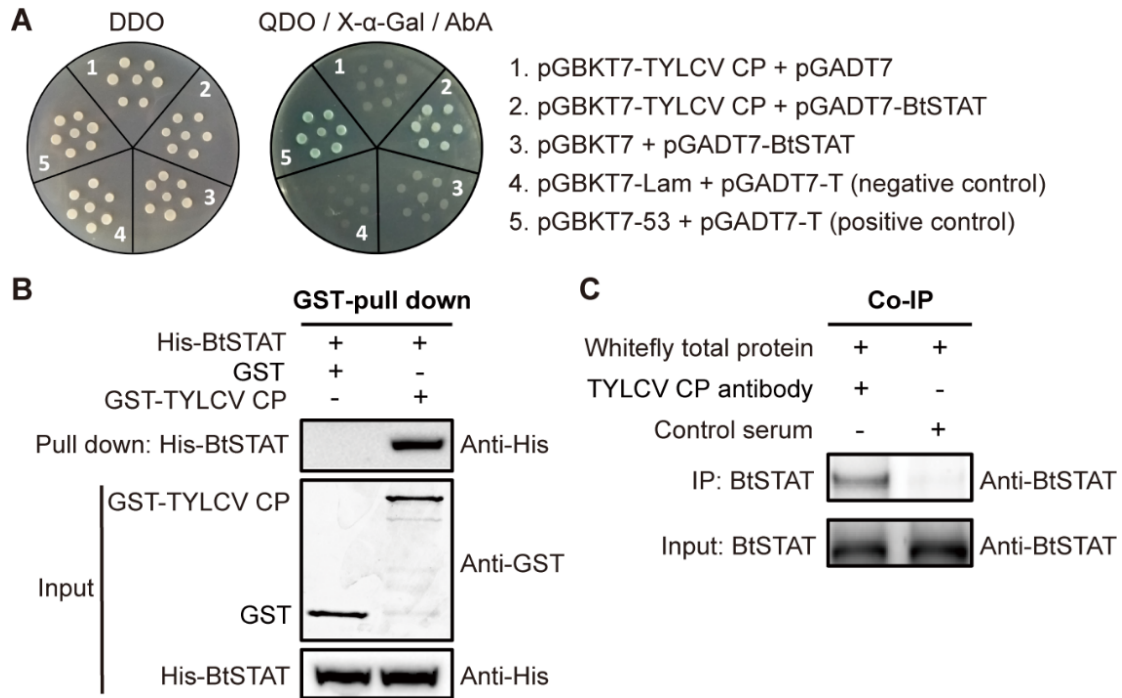 A
DDO
QDO / X-α-Gal / AbA
1
2
3
4
5
1
2
3
4
5
1. pGBKT7-TYLCV CP + pGADT7
2. pGBKT7-TYLCV CP + pGADT7-BtSTAT
3. pGBKT7 + pGADT7-BtSTAT
4. pGBKT7-Lam + pGADT7-T (negative control)
5. pGBKT7-53 + pGADT7-T (positive control)
B
GST-pull down
His-BtSTAT + +
GST + -
GST-TYLCV CP - +
Pull down: His-BtSTAT Anti-His
Input
GST-TYLCV CP
Anti-GST
GST
His-BtSTAT Anti-His
C
Co-IP
Whitefly total protein + +
TYLCV CP antibody + -
Control serum - +
IP: BtSTAT Anti-BtSTAT
Input: BtSTAT Anti-BtSTAT